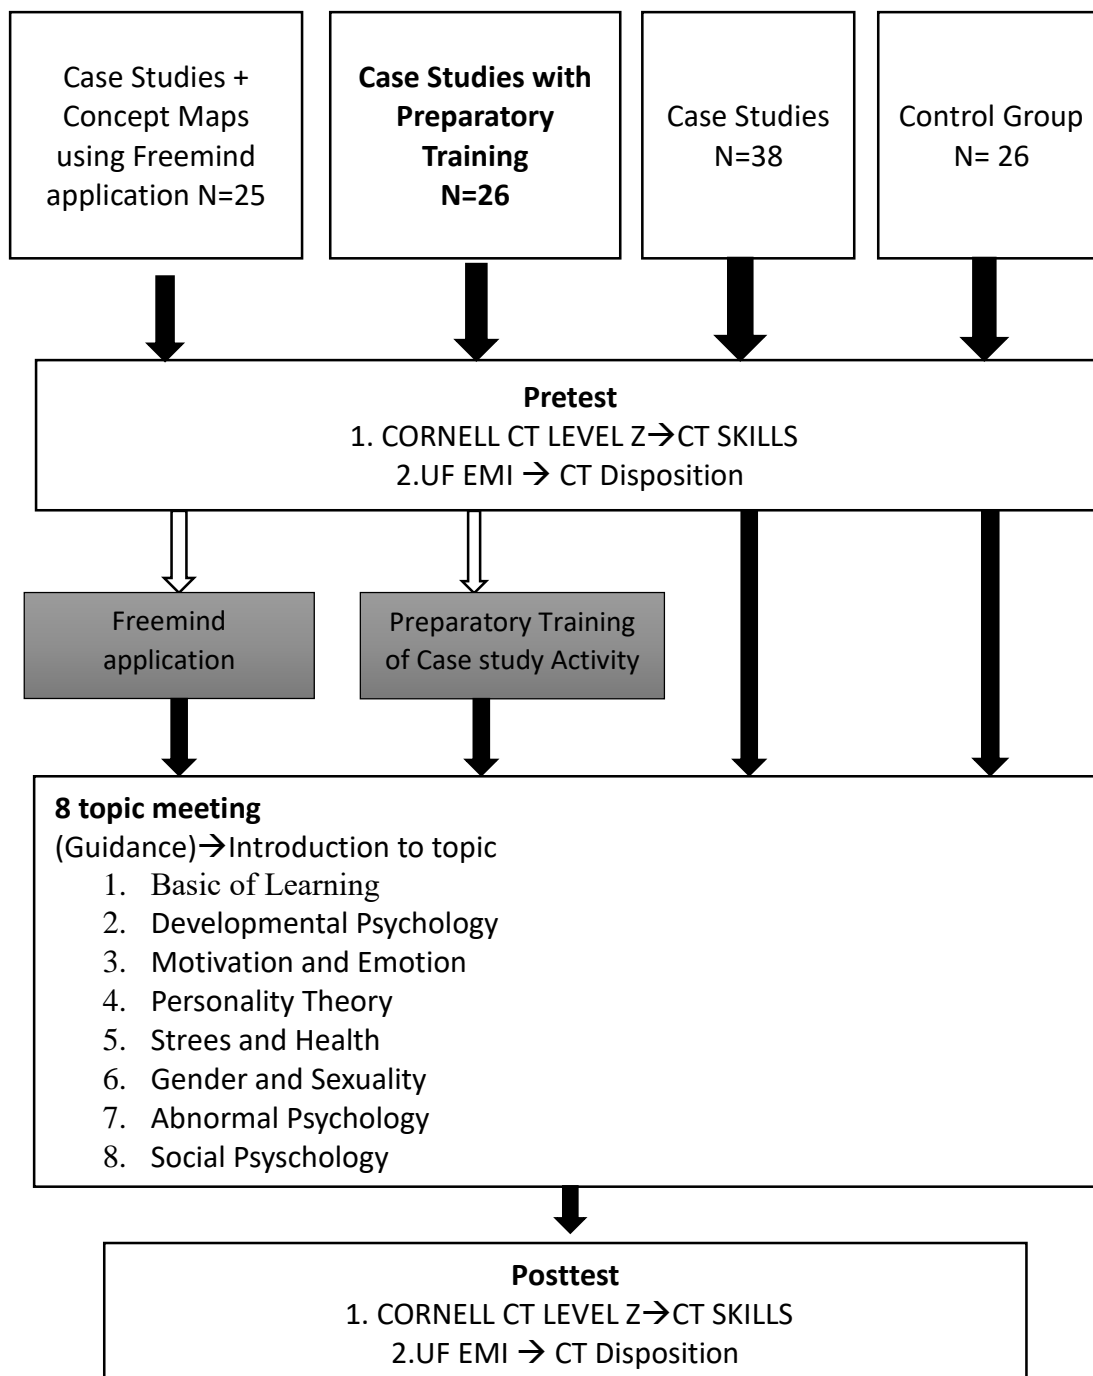 Case Studies +
Concept Maps
using Freemind
application N=25
Case Studies with
Preparatory
Training
N=26
Case Studies
N=38
Control Group
N= 26
Pretest
1. CORNELL CT LEVEL Z→CT SKILLS
2.UF EMI → CT Disposition
Freemind
application
Preparatory Training
of Case study Activity
8 topic meeting
(Guidance)→Introduction to topic
1. Basic of Learning
2. Developmental Psychology
3. Motivation and Emotion
4. Personality Theory
5. Strees and Health
6. Gender and Sexuality
7. Abnormal Psychology
8. Social Psyschology
Posttest
1. CORNELL CT LEVEL Z→CT SKILLS
2.UF EMI → CT Disposition